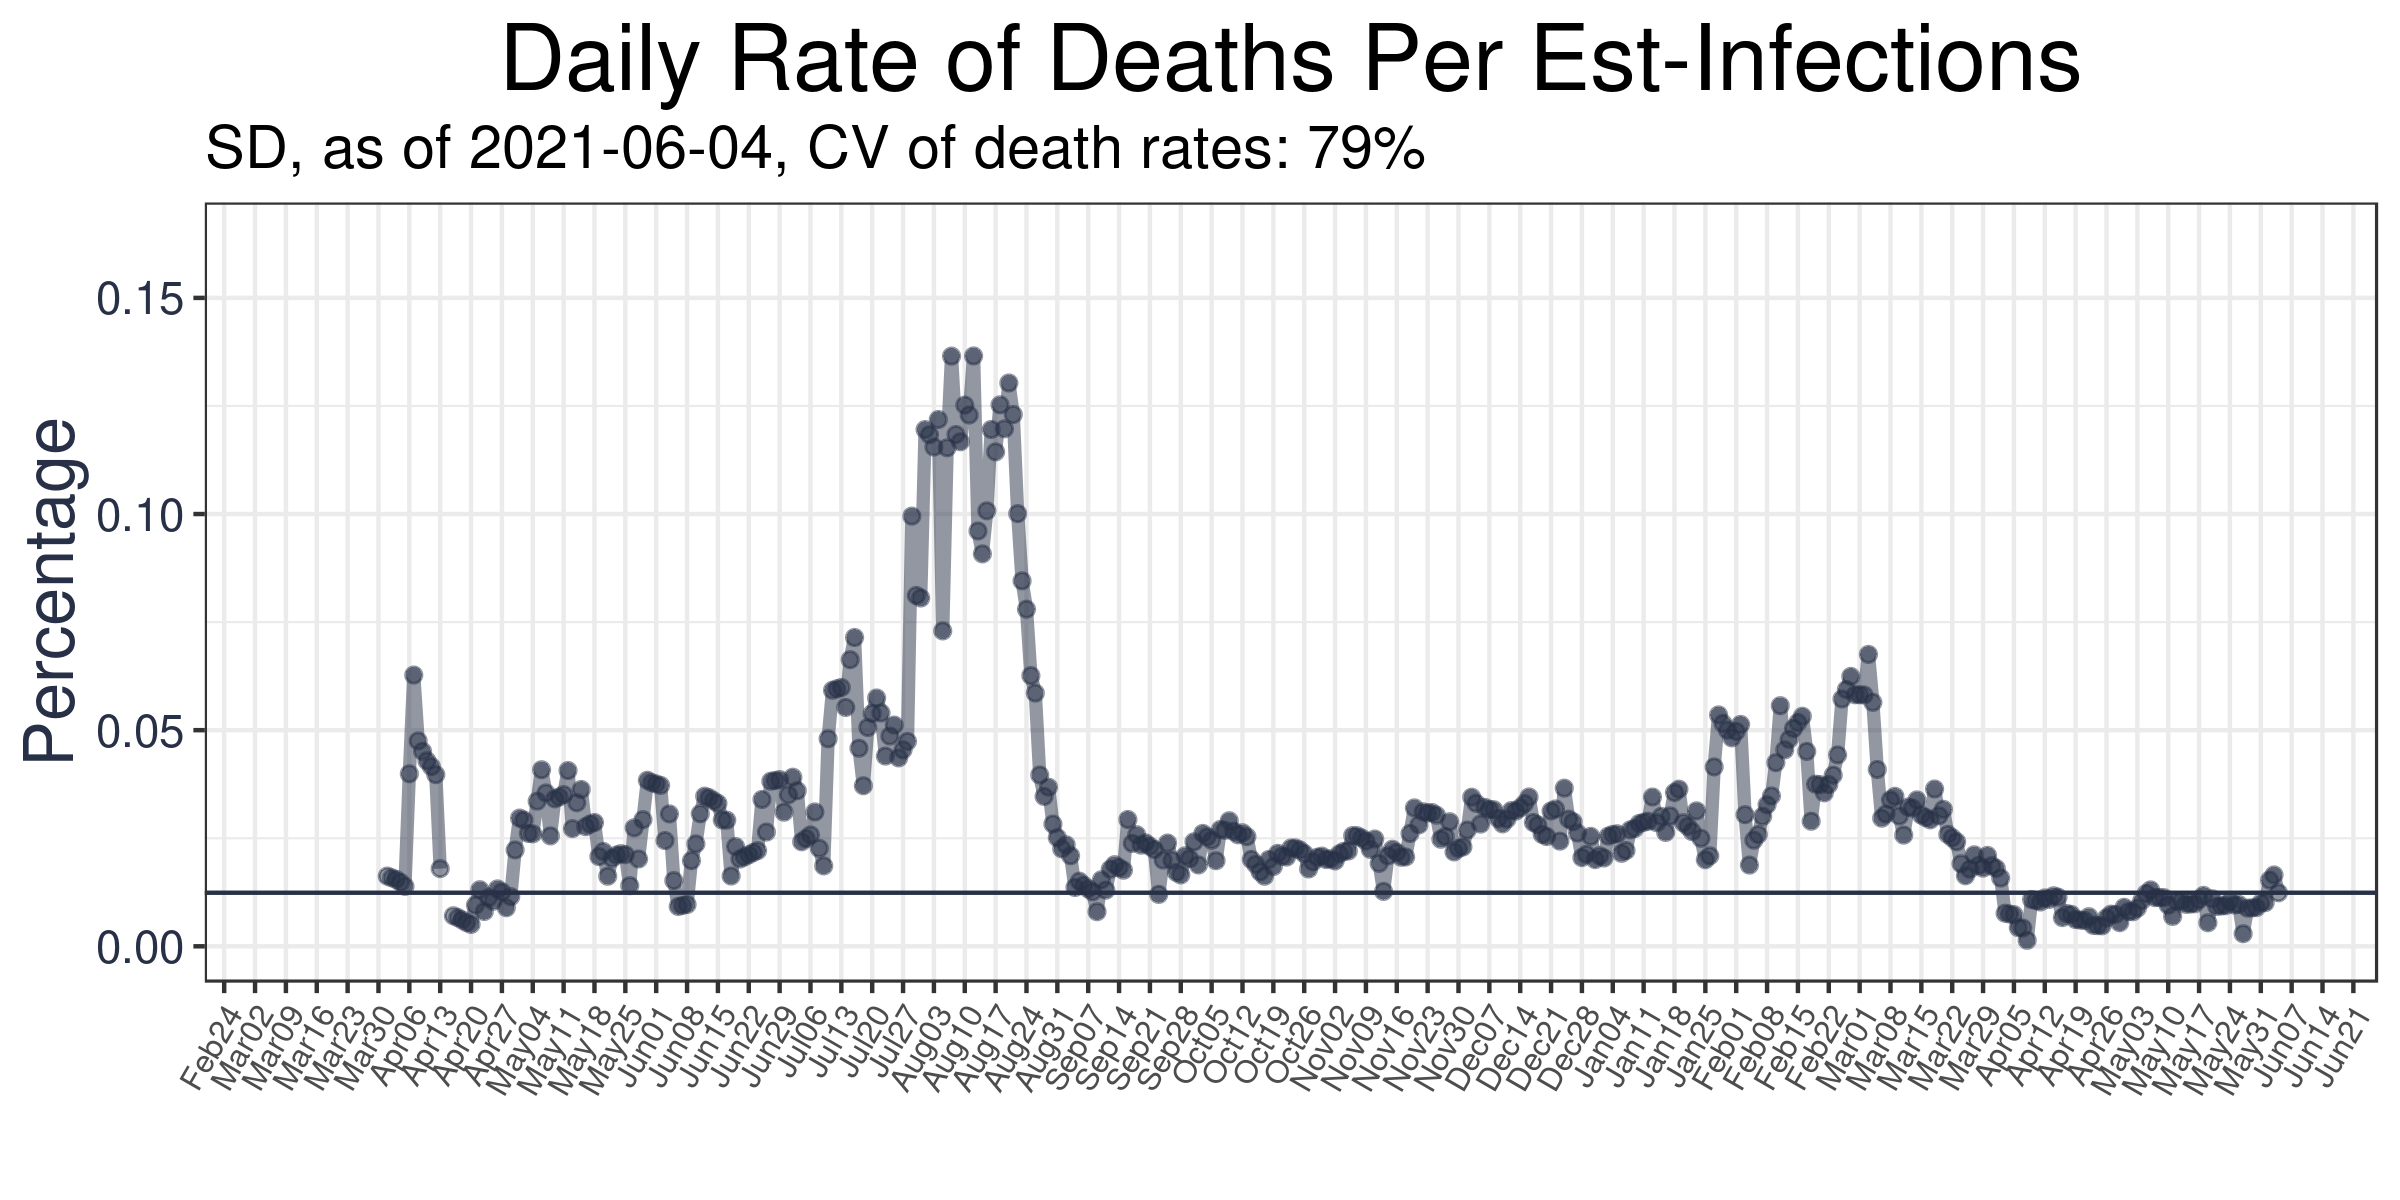 Daily Rate of Deaths Per Est-Infections
SD, as of 2021-06-04, CV of death rates: 79%
Percentage
0.15
0.10
0.05
0.00
Feb24
Mar02
Mar09
Mar16
Mar23
Mar30
Apr06
Apr13
Apr20
Apr27
May04
May11
May18
May25
Jun01
Jun08
Jun15
Jun22
Jun29
Jul06
Jul13
Jul20
Jul27
Aug03
Aug10
Aug17
Aug24
Aug31
Sep07
Sep14
Sep21
Sep28
Oct05
Oct12
Oct19
Oct26
Nov02
Nov09
Nov16
Nov23
Nov30
Dec07
Dec14
Dec21
Dec28
Jan04
Jan11
Jan18
Jan25
Feb01
Feb08
Feb15
Feb22
Mar01
Mar08
Mar15
Mar22
Mar29
Apr05
Apr12
Apr19
Apr26
May03
May10
May17
May24
May31
Jun07
Jun14
Jun21